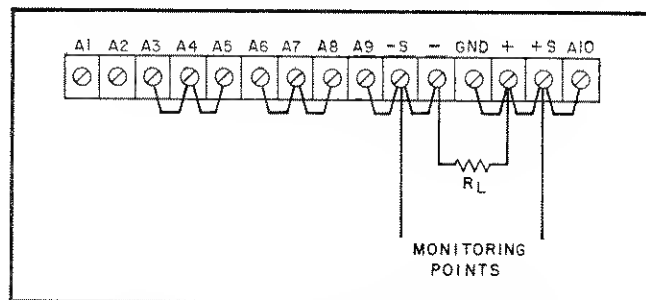 A1 A2 A3 A4 A5 A6 A7 A8 A9 -S - GND + +S A10
RL
MONITORING
POINTS